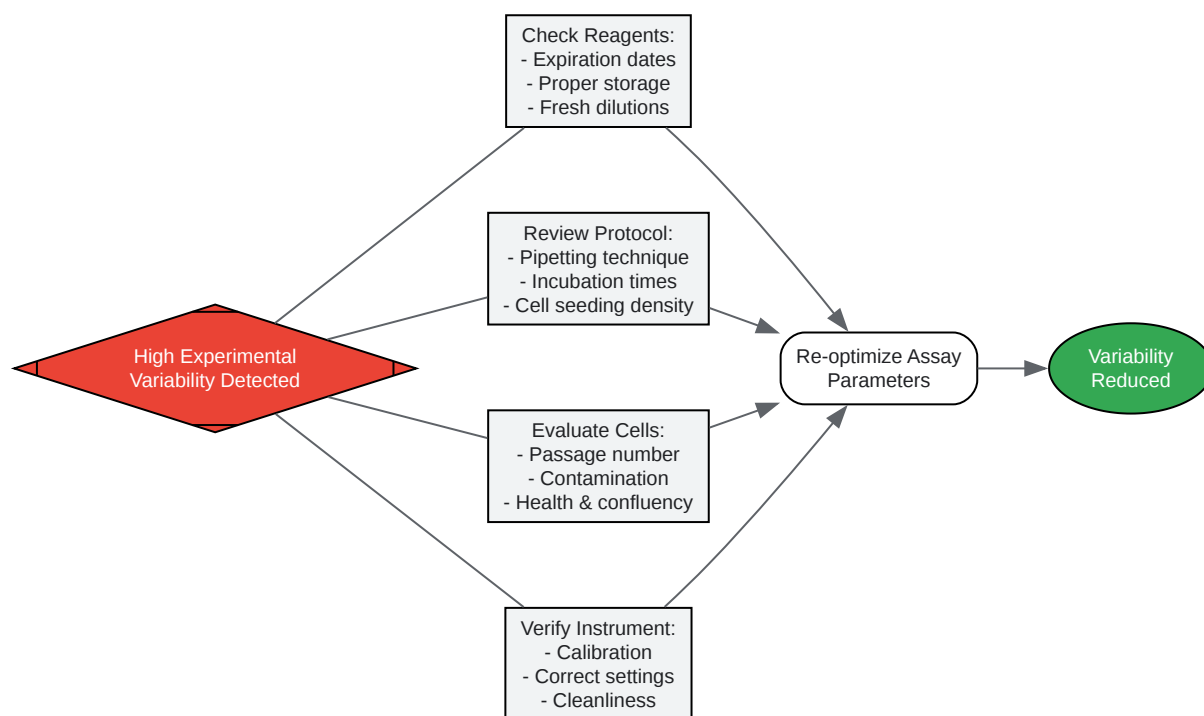 Check Reagents:
- Expiration dates
- Proper storage
- Fresh dilutions
Review Protocol:
- Pipetting technique
- Incubation times
- Cell seeding density
High Experimental
Variability Detected
Re-optimize Assay
Parameters
Variability
Reduced
Evaluate Cells:
- Passage number
- Contamination
- Health & confluency
Verify Instrument:
- Calibration
- Correct settings
- Cleanliness